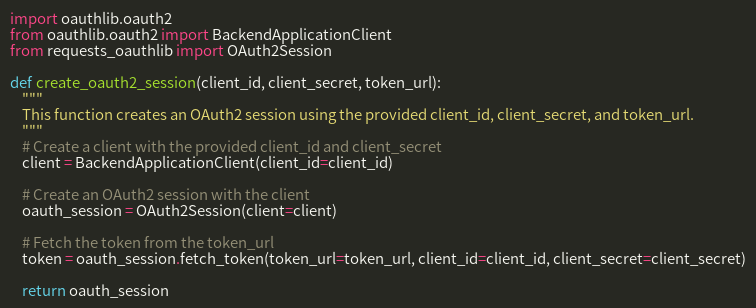 import oauthlib.oauth2
from oauthlib.oauth2 import BackendApplicationClient
from requests_oauthlib import OAuth2Session

def create_oauth2_session(client_id, client_secret, token_url):
    """
    This function creates an OAuth2 session using the provided client_id, client_secret, and token_url.
    """
    # Create a client with the provided client_id and client_secret
    client = BackendApplicationClient(client_id=client_id)

    # Create an OAuth2 session with the client
    oauth_session = OAuth2Session(client=client)

    # Fetch the token from the token_url
    token = oauth_session.fetch_token(token_url=token_url, client_id=client_id, client_secret=client_secret)

    return oauth_session